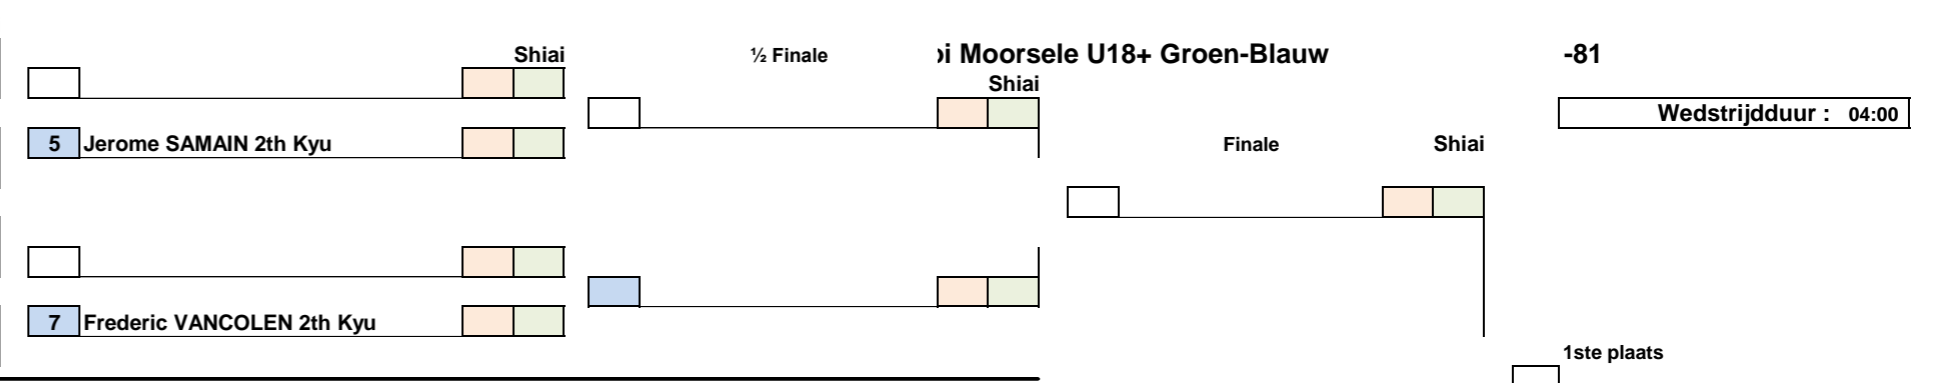 Shiai
½ Finale
Moorsele U18+ Groen-Blauw
-81
Shiai
Wedstrijdduur : 04:00
5 Jerome SAMAIN 2th Kyu
Finale
Shiai
7 Frederic VANCOLEN 2th Kyu
1ste plaats